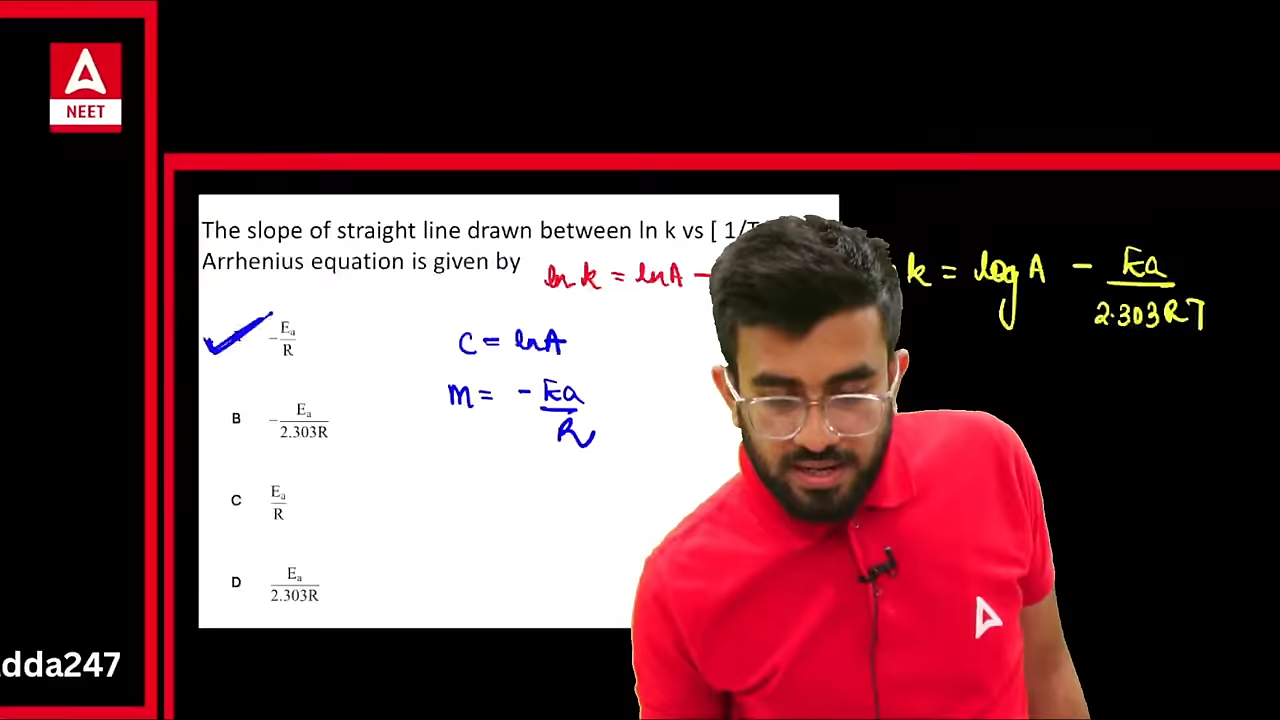 NEET
The slope of straight line drawn between ln k vs [ 1/T
Arrhenius equation is given by
ln k = ln A -
k = log A - Ea / 2.303RT
-Ea/R
C = ln A
m = - Ea / R
B -Ea/2.303R
C Ea/R
D Ea/2.303R
dda247